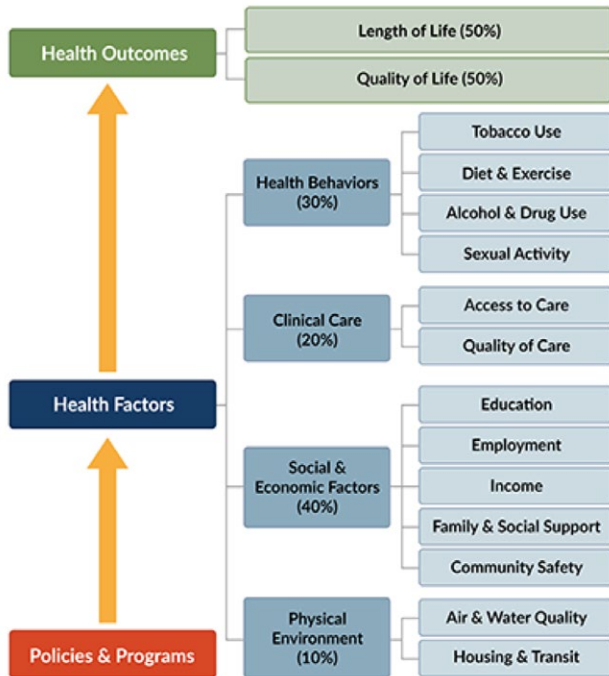 Health Outcomes
Length of Life (50%)
Quality of Life (50%)
Health Factors
Health Behaviors
(30%)
Tobacco Use
Diet & Exercise
Alcohol & Drug Use
Sexual Activity
Clinical Care
(20%)
Access to Care
Quality of Care
Social &
Economic Factors
(40%)
Education
Employment
Income
Family & Social Support
Community Safety
Physical
Environment
(10%)
Air & Water Quality
Housing & Transit
Policies & Programs